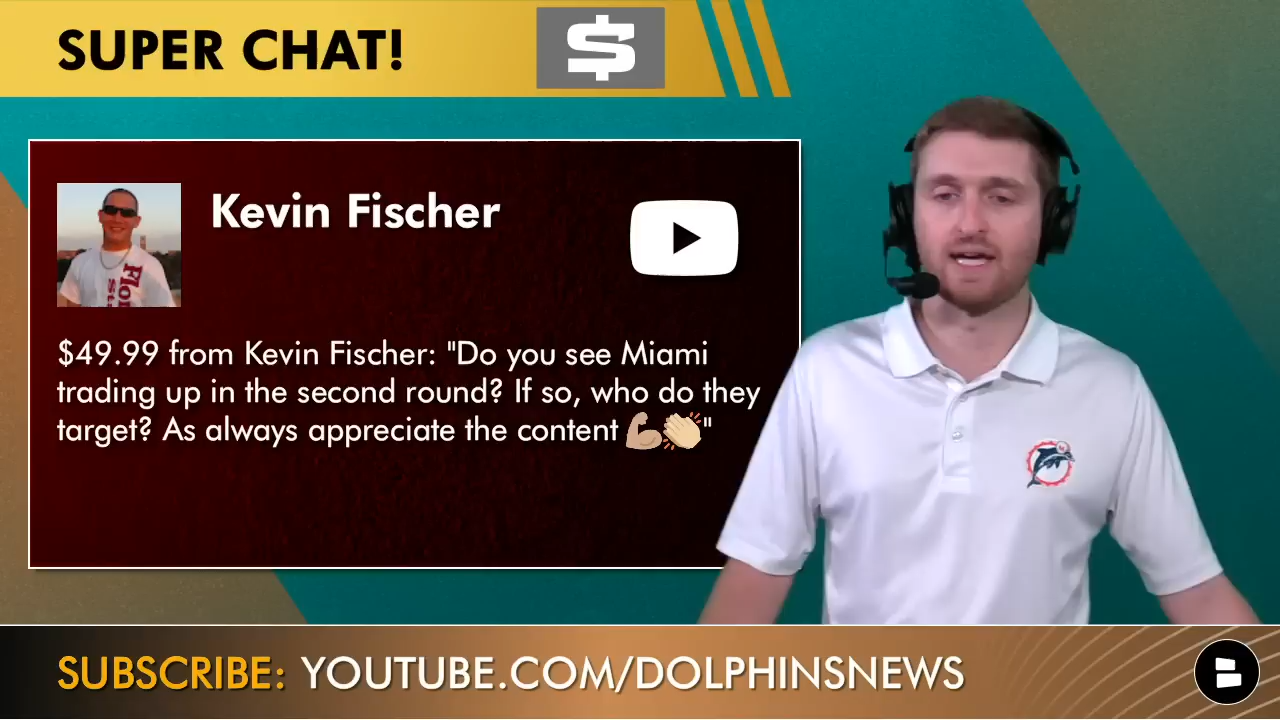 SUPER CHAT!
Kevin Fischer
$49.99 from Kevin Fischer: "Do you see Miami
trading up in the second round? If so, who do they
target? As always appreciate the content 💪🏼👏🏼"
SUBSCRIBE: YOUTUBE.COM/DOLPHINSNEWS